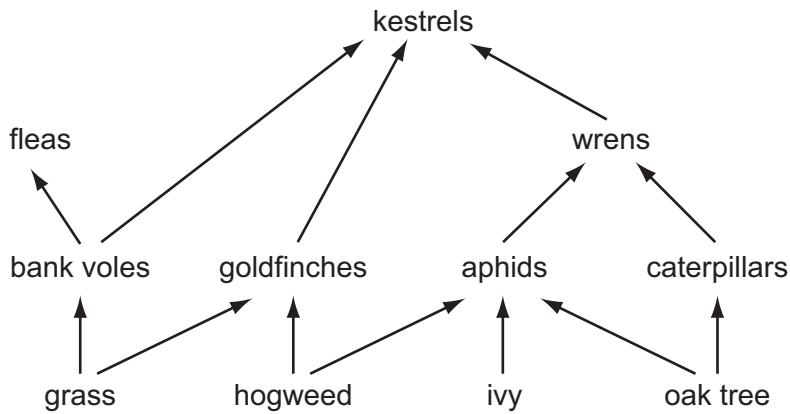 kestrels
fleas
wrens
bank voles
goldfinches
aphids
caterpillars
grass
hogweed
ivy
oak tree